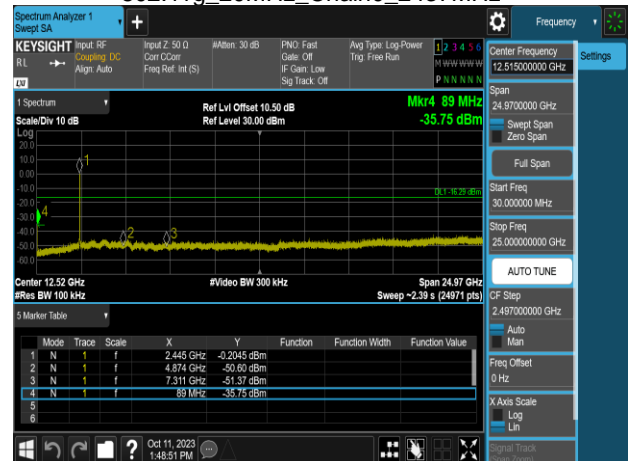 Spectrum Analyzer 1
Swept SA
Frequency
KEYSIGHT
RL
LXI
Input: RF
Coupling: DC
Align: Auto
Input Z: 50 Ω
Corr CCorr
Freq Ref: Int (S)
#Atten: 30 dB
PNO: Fast
Gate: Off
IF Gain: Low
Sig Track: Off
Avg Type: Log-Power
Trig: Free Run
1 2 3 4 5 6
M W W W W W
P N N N N N
Center Frequency
12.515000000 GHz
Settings
Span
24.9700000 GHz
Swept Span
Zero Span
Full Span
Start Freq
30.000000 MHz
Stop Freq
25.000000000 GHz
AUTO TUNE
CF Step
2.497000000 GHz
Auto
Man
Freq Offset
0 Hz
X Axis Scale
Log
Lin
Signal Track
(Span Zoom)
1 Spectrum
Scale/Div 10 dB
Ref Lvl Offset 10.50 dB
Ref Level 30.00 dBm
Mkr4 89 MHz
-35.75 dBm
Log
20.0
10.0
0.00
-10.0
-20.0
-30.0
-40.0
-50.0
-60.0
1
2
3
4
DL1 -16.29 dBm
Center 12.52 GHz
#Video BW 300 kHz
Span 24.97 GHz
#Res BW 100 kHz
Sweep ~2.39 s (24971 pts)
5 Marker Table
Mode Trace Scale X Y Function Function Width Function Value
1 N 1 f 2.445 GHz -0.2045 dBm
2 N 1 f 4.874 GHz -50.60 dBm
3 N 1 f 7.311 GHz -51.37 dBm
4 N 1 f 89 MHz -35.75 dBm
5
6
?
Oct 11, 2023
1:48:51 PM